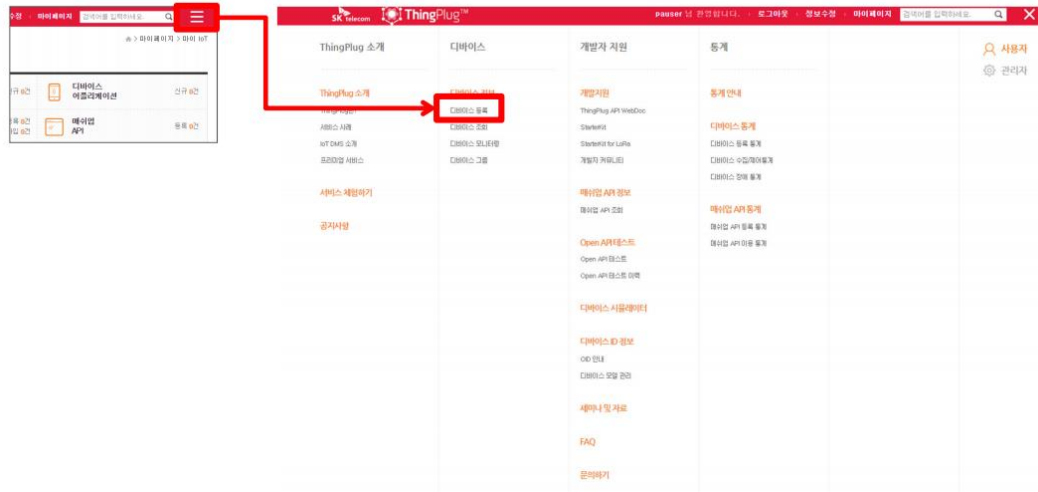 수정 · 마이페이지 검색어를 입력하세요.
> 마이페이지 > 마이 IoT
신규 0건
디바이스
어플리케이션
신규 0건
등록 0건
매쉬업
API
등록 0건
SK telecom ThingPlug™
pauser 님 환영합니다. · 로그아웃 · 정보수정 · 마이페이지 검색어를 입력하세요.
ThingPlug 소개
ThingPlug 소개
서비스 사례
IoT DMS 소개
프리미엄 서비스
서비스 체험하기
공지사항
디바이스
디바이스 등록
디바이스 조회
디바이스 모니터링
디바이스 그룹
개발자 지원
개발지원
ThingPlug API WebDoc
StarterKit
StarterKit for LoRa
개발자 커뮤니티
매쉬업 API 정보
매쉬업 API 조회
Open API 테스트
Open API 테스트
Open API 테스트 이력
디바이스 시뮬레이터
디바이스 ID 정보
OID 안내
디바이스 모델 관리
세미나 및 자료
FAQ
문의하기
통계
통계 안내
디바이스 통계
디바이스 등록 통계
디바이스 수집/제어통계
디바이스 장애 통계
매쉬업 API 통계
매쉬업 API 등록 통계
매쉬업 API 이용 통계
사용자
관리자